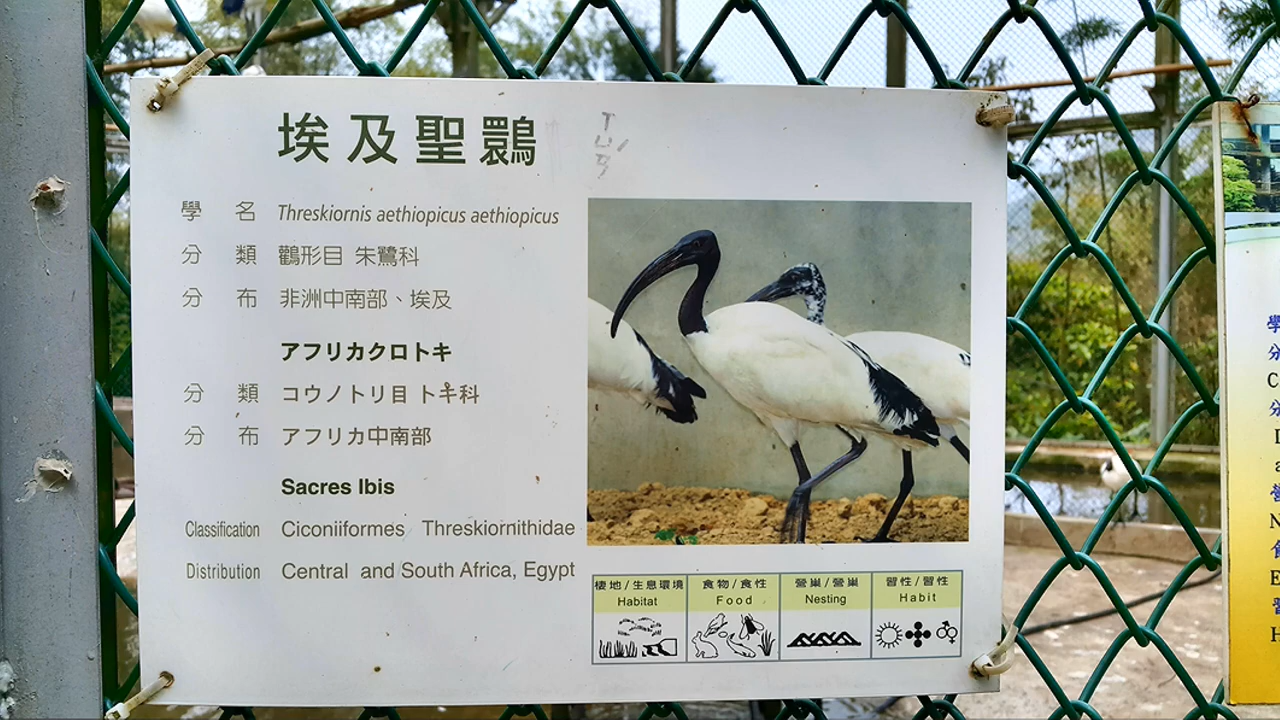 埃及聖鹮
學名 Threskiornis aethiopicus aethiopicus
分類 鸛形目 朱鷺科
分布 非洲中南部、埃及
アフリカクロトキ
分類 コウノトリ目 トキ科
分布 アフリカ中南部
Sacres Ibis
Classification Ciconiiformes Threskiornithidae
Distribution Central and South Africa, Egypt
棲地/生息環境 食物/食性 營巢/營巢 習性/習性
Habitat Food Nesting Habit